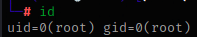 └─# id
uid=0(root) gid=0(root)